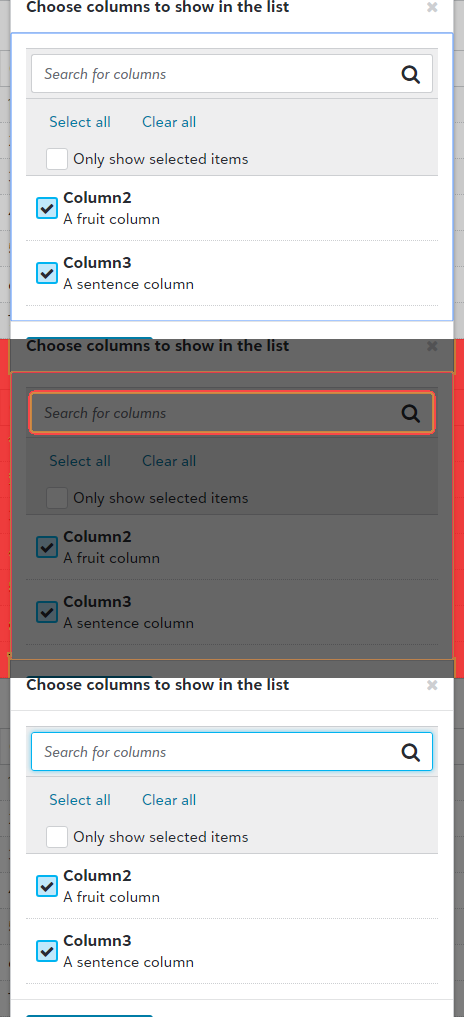 Choose columns to show in the list
Search for columns
Select all Clear all
Only show selected items
Column2
A fruit column
Column3
A sentence column
Choose columns to show in the list
Search for columns
Select all Clear all
Only show selected items
Column2
A fruit column
Column3
A sentence column
Choose columns to show in the list
Search for columns
Select all Clear all
Only show selected items
Column2
A fruit column
Column3
A sentence column